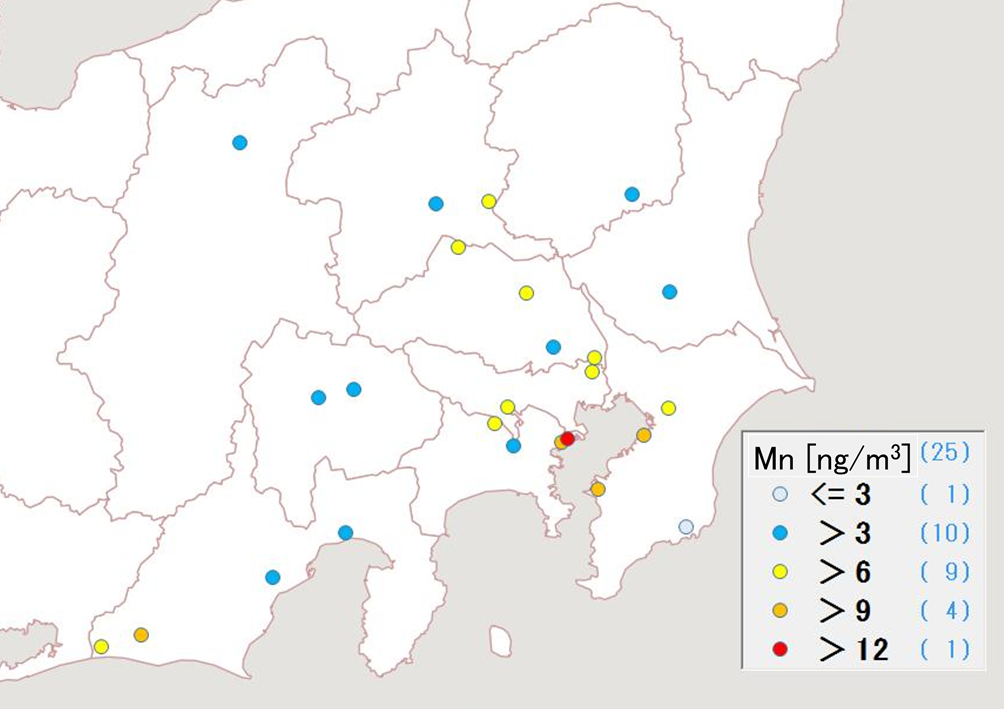 Mn [ng/m³] (25)
<= 3 ( 1)
> 3 (10)
> 6 ( 9)
> 9 ( 4)
> 12 ( 1)